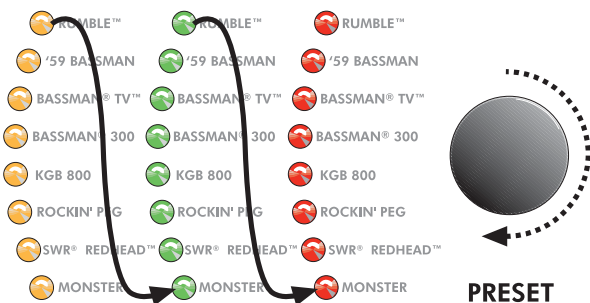 RUMBLE™ RUMBLE™ RUMBLE™
'59 BASSMAN '59 BASSMAN '59 BASSMAN
BASSMAN® TV™ BASSMAN® TV™ BASSMAN® TV™
BASSMAN® 300 BASSMAN® 300 BASSMAN® 300
KGB 800 KGB 800 KGB 800
ROCKIN' PEG ROCKIN' PEG ROCKIN' PEG
SWR® REDHEAD™ SWR® REDHEAD™ SWR® REDHEAD™
MONSTER MONSTER MONSTER
PRESET